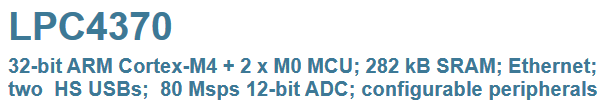 LPC4370
32-bit ARM Cortex-M4 + 2 x M0 MCU; 282 kB SRAM; Ethernet;
two HS USBs; 80 Msps 12-bit ADC; configurable peripherals